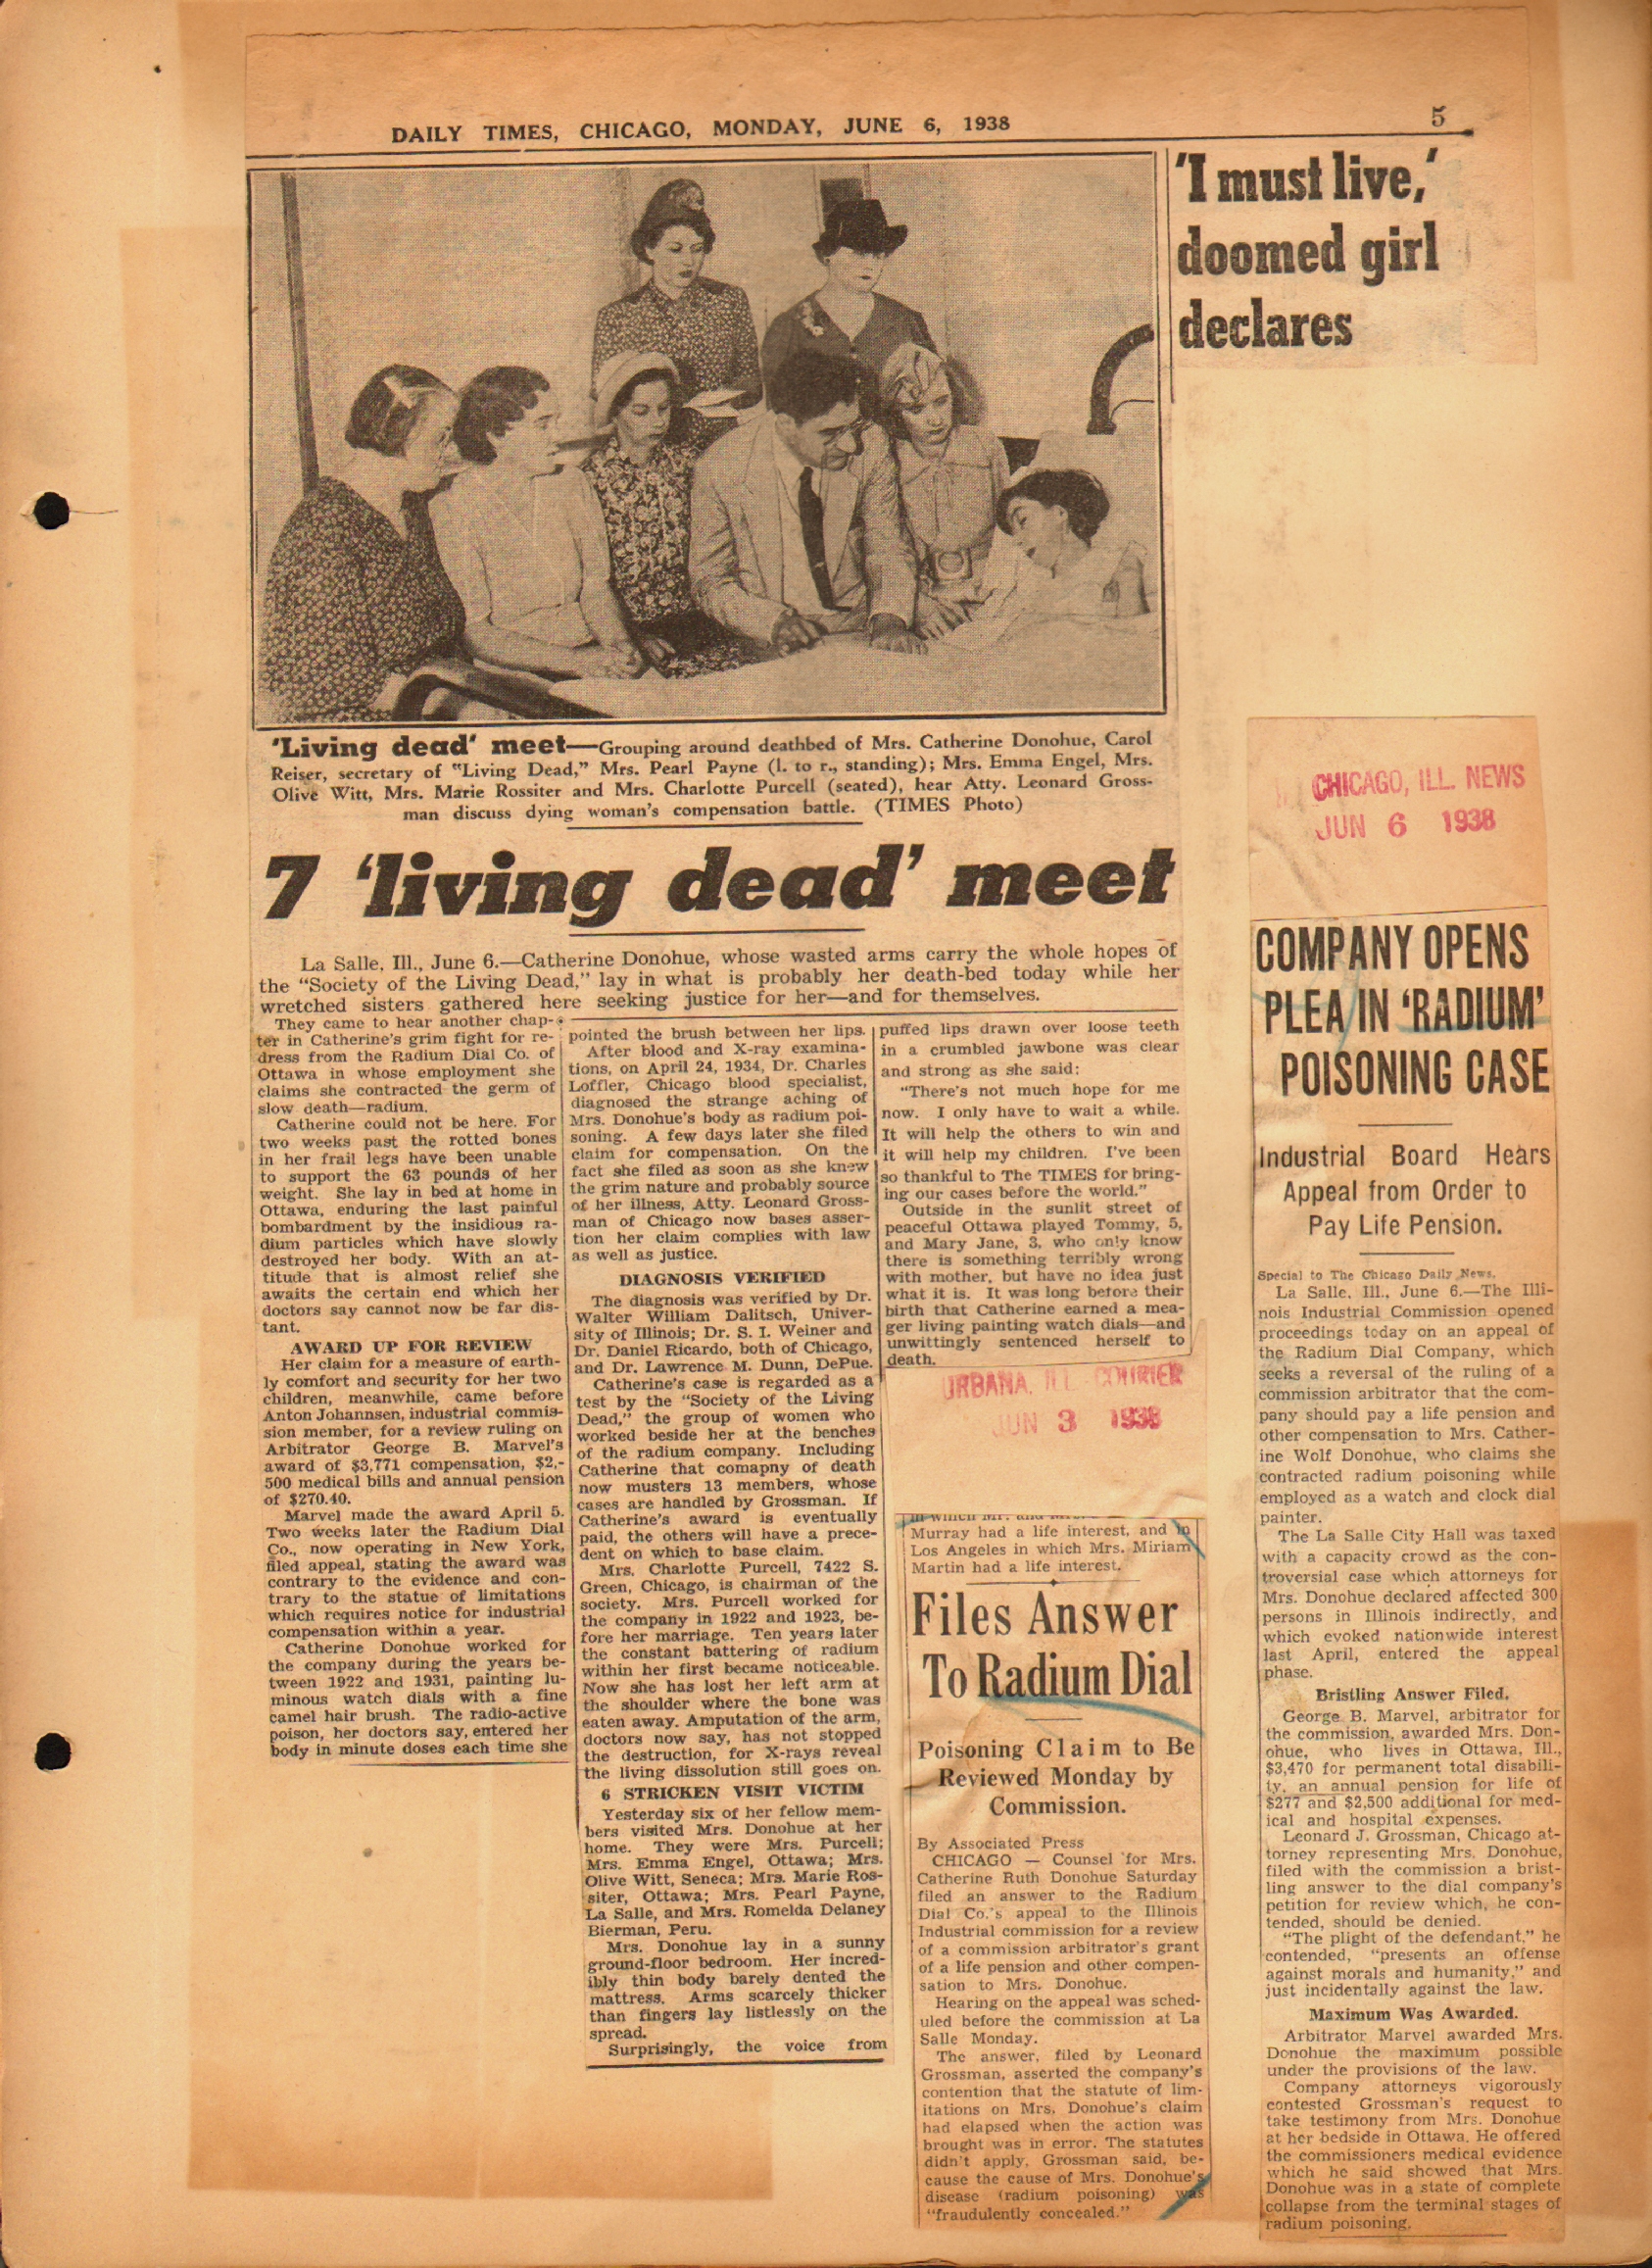 DAILY TIMES, CHICAGO, MONDAY, JUNE 6, 1938
5
'I must live,'
doomed girl
declares
'Living dead' meet—Grouping around deathbed of Mrs. Catherine Donohue, Carol
Reiser, secretary of "Living Dead," Mrs. Pearl Payne (l. to r., standing); Mrs. Emma Engel, Mrs.
Olive Witt, Mrs. Marie Rossiter and Mrs. Charlotte Purcell (seated), hear Atty. Leonard Gross-
man discuss dying woman's compensation battle. (TIMES Photo)
7 'living dead' meet
La Salle, Ill., June 6.—Catherine Donohue, whose wasted arms carry the whole hopes of
the "Society of the Living Dead," lay in what is probably her death-bed today while her
wretched sisters gathered here seeking justice for her—and for themselves.
They came to hear another chap-
ter in Catherine's grim fight for re-
dress from the Radium Dial Co. of
Ottawa in whose employment she
claims she contracted the germ of
slow death—radium.
Catherine could not be here. For
two weeks past the rotted bones
in her frail legs have been unable
to support the 63 pounds of her
weight. She lay in bed at home in
Ottawa, enduring the last painful
bombardment by the insidious ra-
dium particles which have slowly
destroyed her body. With an at-
titude that is almost relief she
awaits the certain end which her
doctors say cannot now be far dis-
tant.
AWARD UP FOR REVIEW
Her claim for a measure of earth-
ly comfort and security for her two
children, meanwhile, came before
Anton Johannsen, industrial commis-
sion member, for a review ruling on
Arbitrator George B. Marvel's
award of $3,771 compensation, $2,-
500 medical bills and annual pension
of $270.40.
Marvel made the award April 5.
Two weeks later the Radium Dial
Co., now operating in New York,
filed appeal, stating the award was
contrary to the evidence and con-
trary to the statue of limitations
which requires notice for industrial
compensation within a year.
Catherine Donohue worked for
the company during the years be-
tween 1922 and 1931, painting lu-
minous watch dials with a fine
camel hair brush. The radio-active
poison, her doctors say, entered her
body in minute doses each time she
pointed the brush between her lips.
After blood and X-ray examina-
tions, on April 24, 1934, Dr. Charles
Loffler, Chicago blood specialist,
diagnosed the strange aching of
Mrs. Donohue's body as radium poi-
soning. A few days later she filed
claim for compensation. On the
fact she filed as soon as she knew
the grim nature and probably source
of her illness, Atty. Leonard Gross-
man of Chicago now bases asser-
tion her claim complies with law
as well as justice.
DIAGNOSIS VERIFIED
The diagnosis was verified by Dr.
Walter William Dalitsch, Univer-
sity of Illinois; Dr. S. I. Weiner and
Dr. Daniel Ricardo, both of Chicago,
and Dr. Lawrence M. Dunn, DePue.
Catherine's case is regarded as a
test by the "Society of the Living
Dead," the group of women who
worked beside her at the benches
of the radium company. Including
Catherine that comapny of death
now musters 13 members, whose
cases are handled by Grossman. If
Catherine's award is eventually
paid, the others will have a prece-
dent on which to base claim.
Mrs. Charlotte Purcell, 7422 S.
Green, Chicago, is chairman of the
society. Mrs. Purcell worked for
the company in 1922 and 1923, be-
fore her marriage. Ten years later
the constant battering of radium
within her first became noticeable.
Now she has lost her left arm at
the shoulder where the bone was
eaten away. Amputation of the arm,
doctors now say, has not stopped
the destruction, for X-rays reveal
the living dissolution still goes on.
6 STRICKEN VISIT VICTIM
Yesterday six of her fellow mem-
bers visited Mrs. Donohue at her
home. They were Mrs. Purcell;
Mrs. Emma Engel, Ottawa; Mrs.
Olive Witt, Seneca; Mrs. Marie Ros-
siter, Ottawa; Mrs. Pearl Payne,
La Salle, and Mrs. Romelda Delaney
Bierman, Peru.
Mrs. Donohue lay in a sunny
ground-floor bedroom. Her incred-
ibly thin body barely dented the
mattress. Arms scarcely thicker
than fingers lay listlessly on the
spread.
Surprisingly, the voice from
puffed lips drawn over loose teeth
in a crumbled jawbone was clear
and strong as she said:
"There's not much hope for me
now. I only have to wait a while.
It will help the others to win and
it will help my children. I've been
so thankful to The TIMES for bring-
ing our cases before the world."
Outside in the sunlit street of
peaceful Ottawa played Tommy, 5,
and Mary Jane, 3, who only know
there is something terribly wrong
with mother, but have no idea just
what it is. It was long before their
birth that Catherine earned a mea-
ger living painting watch dials—and
unwittingly sentenced herself to
death.
URBANA, ILL. COURIER
JUN 3 1938
in which Mr. and Mrs.
Murray had a life interest, and in
Los Angeles in which Mrs. Miriam
Martin had a life interest.
Files Answer
To Radium Dial
Poisoning Claim to Be
Reviewed Monday by
Commission.
By Associated Press
CHICAGO — Counsel for Mrs.
Catherine Ruth Donohue Saturday
filed an answer to the Radium
Dial Co.'s appeal to the Illinois
Industrial commission for a review
of a commission arbitrator's grant
of a life pension and other compen-
sation to Mrs. Donohue.
Hearing on the appeal was sched-
uled before the commission at La
Salle Monday.
The answer, filed by Leonard
Grossman, asserted the company's
contention that the statute of lim-
itations on Mrs. Donohue's claim
had elapsed when the action was
brought was in error. The statutes
didn't apply, Grossman said, be-
cause the cause of Mrs. Donohue's
disease (radium poisoning) was
"fraudulently concealed."
CHICAGO, ILL. NEWS
JUN 6 1938
COMPANY OPENS
PLEA IN 'RADIUM'
POISONING CASE
Industrial Board Hears
Appeal from Order to
Pay Life Pension.
Special to The Chicago Daily News.
La Salle, Ill., June 6.—The Illi-
nois Industrial Commission opened
proceedings today on an appeal of
the Radium Dial Company, which
seeks a reversal of the ruling of a
commission arbitrator that the com-
pany should pay a life pension and
other compensation to Mrs. Cather-
ine Wolf Donohue, who claims she
contracted radium poisoning while
employed as a watch and clock dial
painter.
The La Salle City Hall was taxed
with a capacity crowd as the con-
troversial case which attorneys for
Mrs. Donohue declared affected 300
persons in Illinois indirectly, and
which evoked nationwide interest
last April, entered the appeal
phase.
Bristling Answer Filed.
George B. Marvel, arbitrator for
the commission, awarded Mrs. Don-
ohue, who lives in Ottawa, Ill.,
$3,470 for permanent total disabili-
ty, an annual pension for life of
$277 and $2,500 additional for med-
ical and hospital expenses.
Leonard J. Grossman, Chicago at-
torney representing Mrs. Donohue,
filed with the commission a brist-
ling answer to the dial company's
petition for review which, he con-
tended, should be denied.
"The plight of the defendant," he
contended, "presents an offense
against morals and humanity," and
just incidentally against the law.
Maximum Was Awarded.
Arbitrator Marvel awarded Mrs.
Donohue the maximum possible
under the provisions of the law.
Company attorneys vigorously
contested Grossman's request to
take testimony from Mrs. Donohue
at her bedside in Ottawa. He offered
the commissioners medical evidence
which he said showed that Mrs.
Donohue was in a state of complete
collapse from the terminal stages of
radium poisoning.